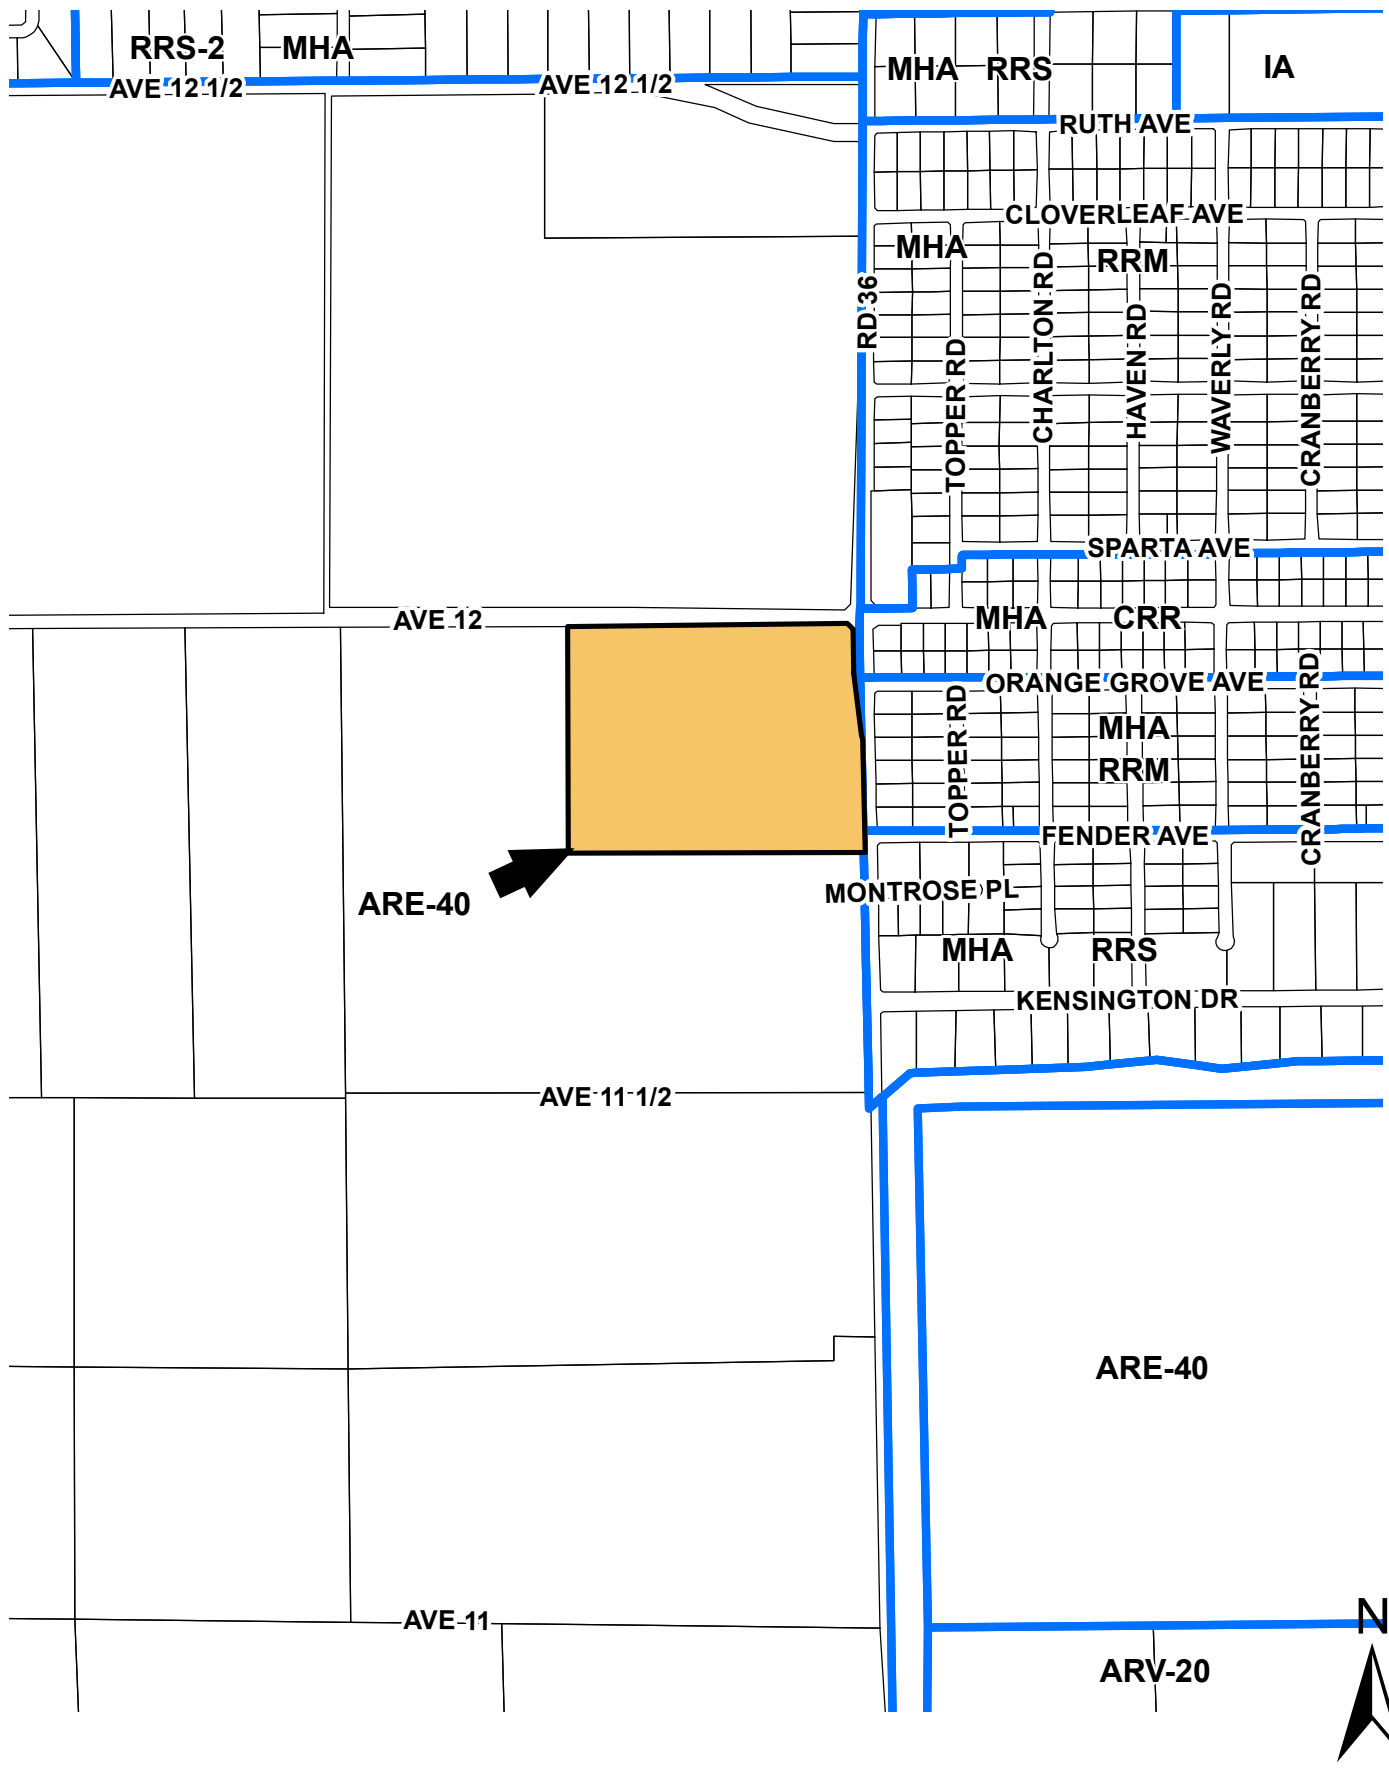 RRS-2 MHA
AVE 12 1/2
AVE 12 1/2
MHA RRS
IA
RUTH AVE
CLOVERLEAF AVE
MHA
RRM
RD 36
TOPPER RD
CHARLTON RD
HAVEN RD
WAVERLY RD
CRANBERRY RD
SPARTA AVE
AVE 12
MHA CRR
ORANGE GROVE AVE
TOPPER RD
MHA
RRM
CRANBERRY RD
FENDER AVE
ARE-40
MONTROSE PL
MHA RRS
KENSINGTON DR
AVE 11 1/2
ARE-40
AVE 11
N
ARV-20